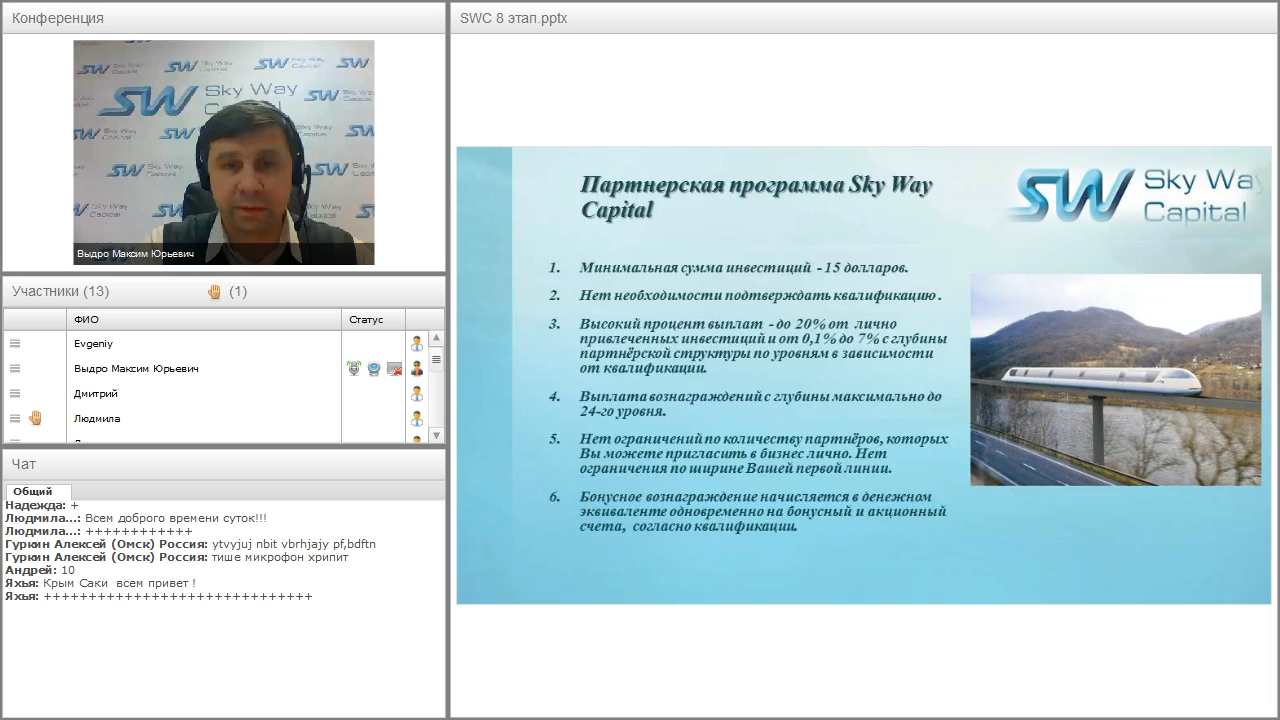 Конференция
SW Sky Way Capital
Выдро Максим Юрьевич
Участники (13)
(1)
ФИО
Статус
Evgeniy
Выдро Максим Юрьевич
Дмитрий
Людмила
Чат
Общий
Надежда: +
Людмила...: Всем доброго времени суток!!!
Людмила...: ++++++++++++
Гуркин Алексей (Омск) Россия: ytvyjuj nbit vbrhjajy pf,bdftn
Гуркин Алексей (Омск) Россия: тише микрофон хрипит
Андрей: 10
Яхья: Крым Саки  всем привет !
Яхья: ++++++++++++++++++++++++++++++
SWC 8 этап.pptx
Партнерская программа Sky Way
Capital
SW Sky Way
Capital
1. Минимальная сумма инвестиций - 15 долларов.
2. Нет необходимости подтверждать квалификацию .
3. Высокий процент выплат - до 20% от лично
привлеченных инвестиций и от 0,1% до 7% с глубины
партнёрской структуры по уровням в зависимости
от квалификации.
4. Выплата вознаграждений с глубины максимально до
24-го уровня.
5. Нет ограничений по количеству партнёров, которых
Вы можете пригласить в бизнес лично. Нет
ограничения по ширине Вашей первой линии.
6. Бонусное вознаграждение начисляется в денежном
эквиваленте одновременно на бонусный и акционный
счета, согласно квалификации.